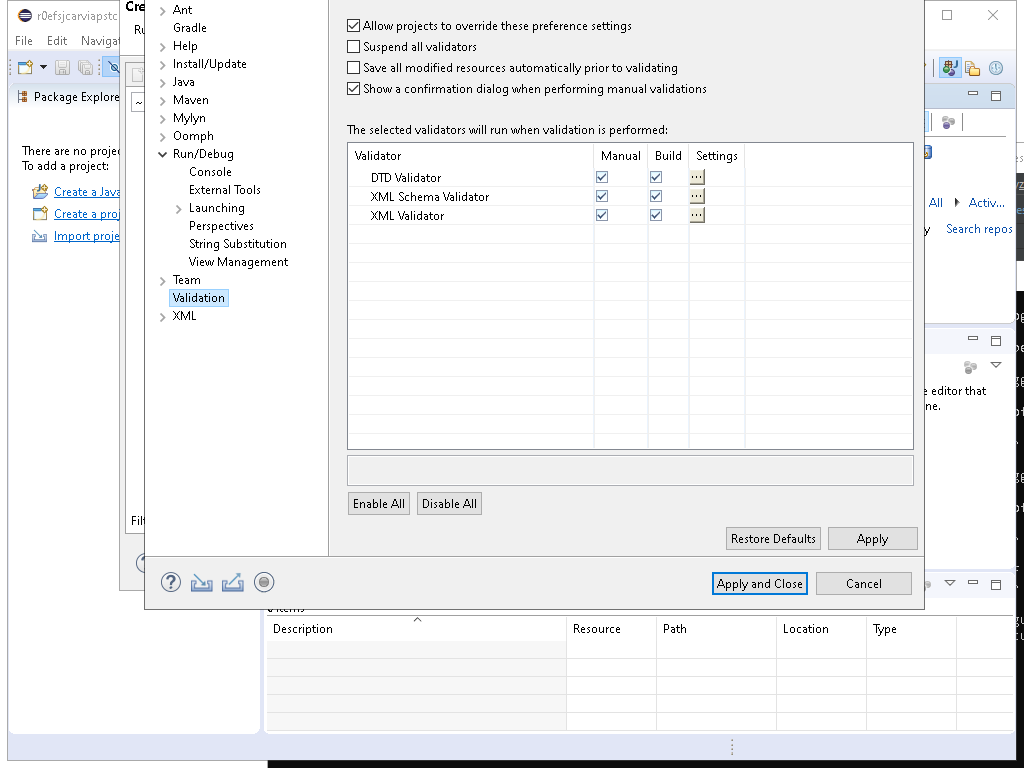 r0efsjcarviapstc
Cre
File Edit Navigat
Ru
Package Explore
There are no projec
To add a project:
Create a Java
Create a proj
Import proje
Filt
Ant
Gradle
Help
Install/Update
Java
Maven
Mylyn
Oomph
Run/Debug
Console
External Tools
Launching
Perspectives
String Substitution
View Management
Team
Validation
XML
Allow projects to override these preference settings
Suspend all validators
Save all modified resources automatically prior to validating
Show a confirmation dialog when performing manual validations
The selected validators will run when validation is performed:
Validator Manual Build Settings
DTD Validator ...
XML Schema Validator ...
XML Validator ...
Enable All Disable All
Restore Defaults Apply
Apply and Close Cancel
All Activ...
y Search repos
e editor that
ne.
Description Resource Path Location Type